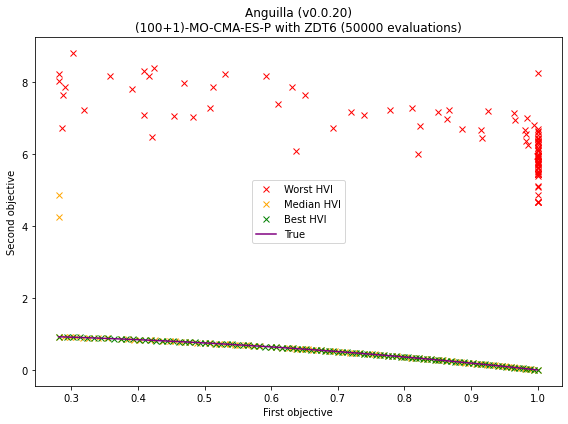 Anguilla (v0.0.20)
(100+1)-MO-CMA-ES-P with ZDT6 (50000 evaluations)
Second objective
8
6
4
2
0
Worst HVI
Median HVI
Best HVI
True
0.3 0.4 0.5 0.6 0.7 0.8 0.9 1.0
First objective